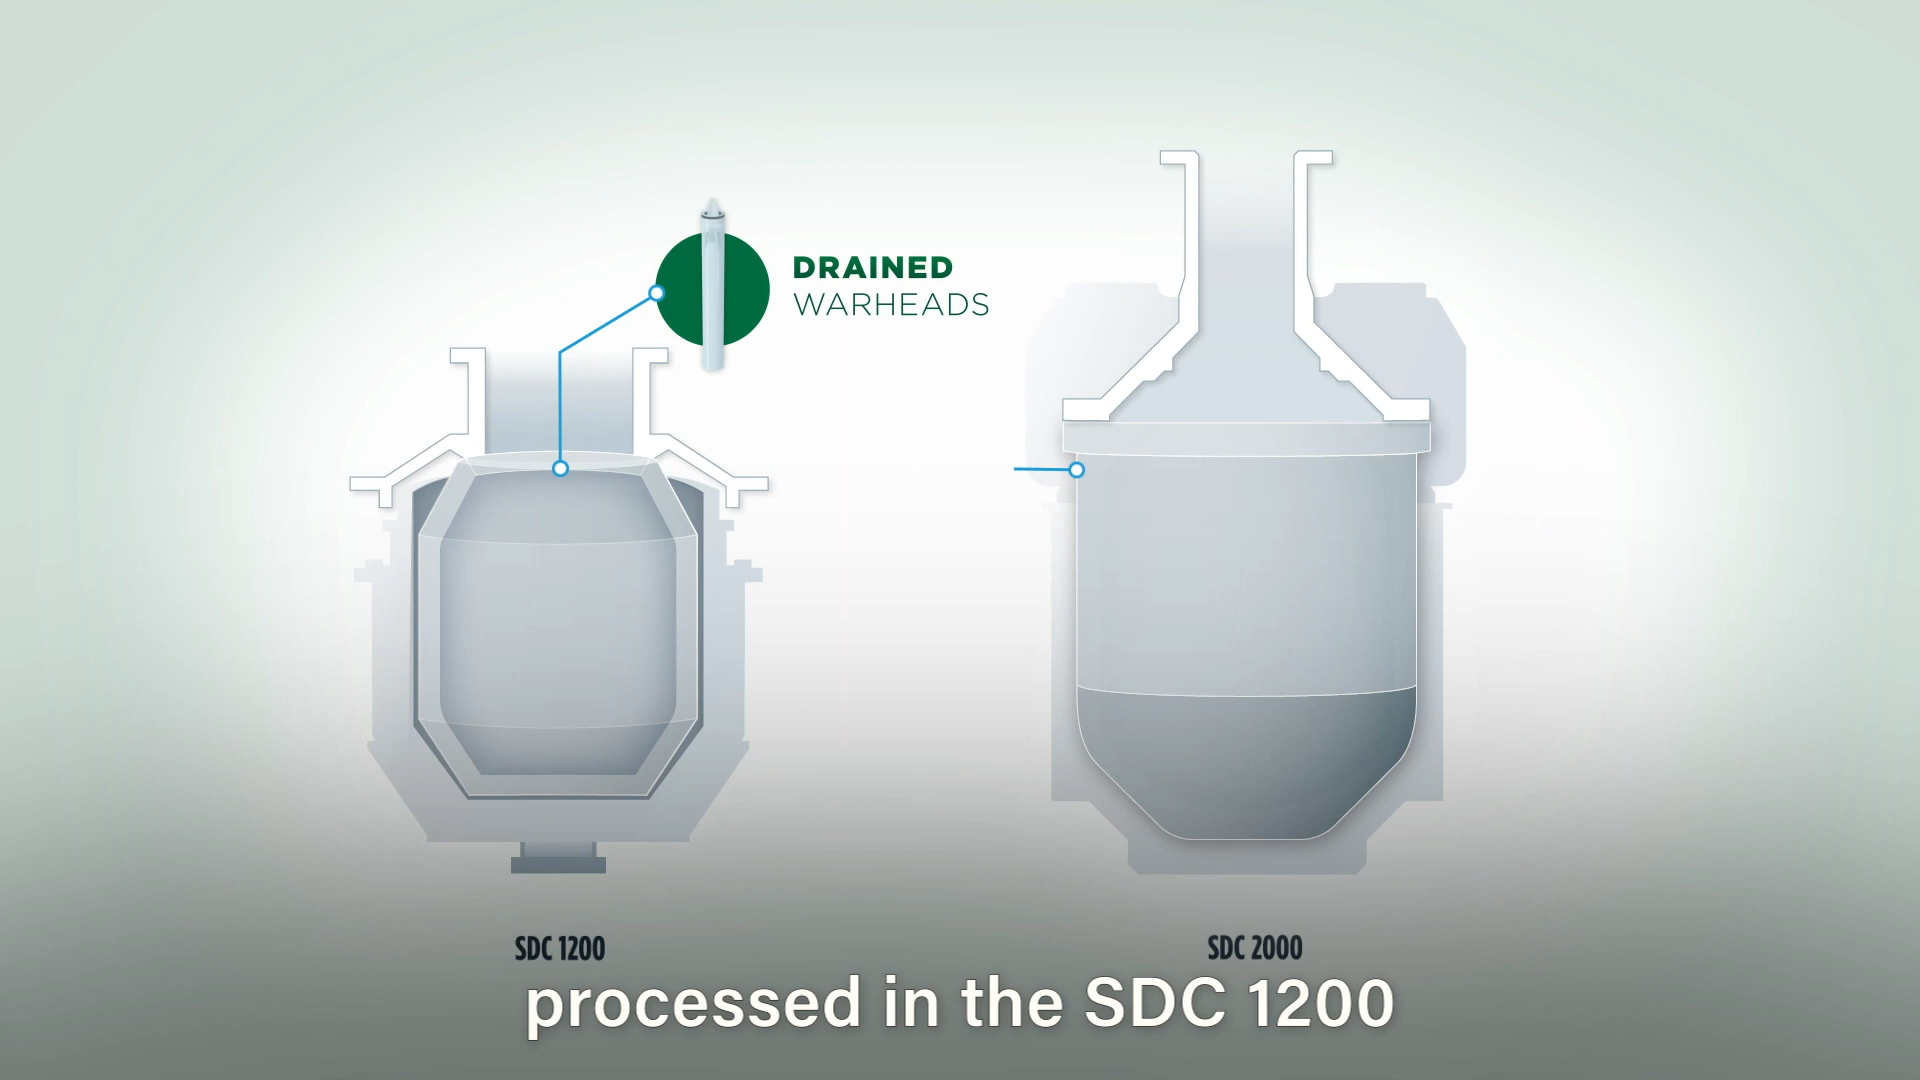 DRAINED
WARHEADS
SDC 1200
SDC 2000
processed in the SDC 1200